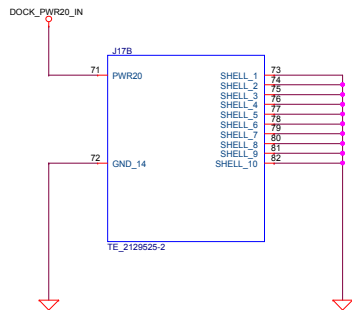 DOCK_PWR20_IN
J17B
71 PWR20 SHELL_1 73
SHELL_2 74
SHELL_3 75
SHELL_4 76
SHELL_5 77
SHELL_6 78
SHELL_7 79
SHELL_8 80
72 GND_14 SHELL_9 81
SHELL_10 82
TE_2129525-2